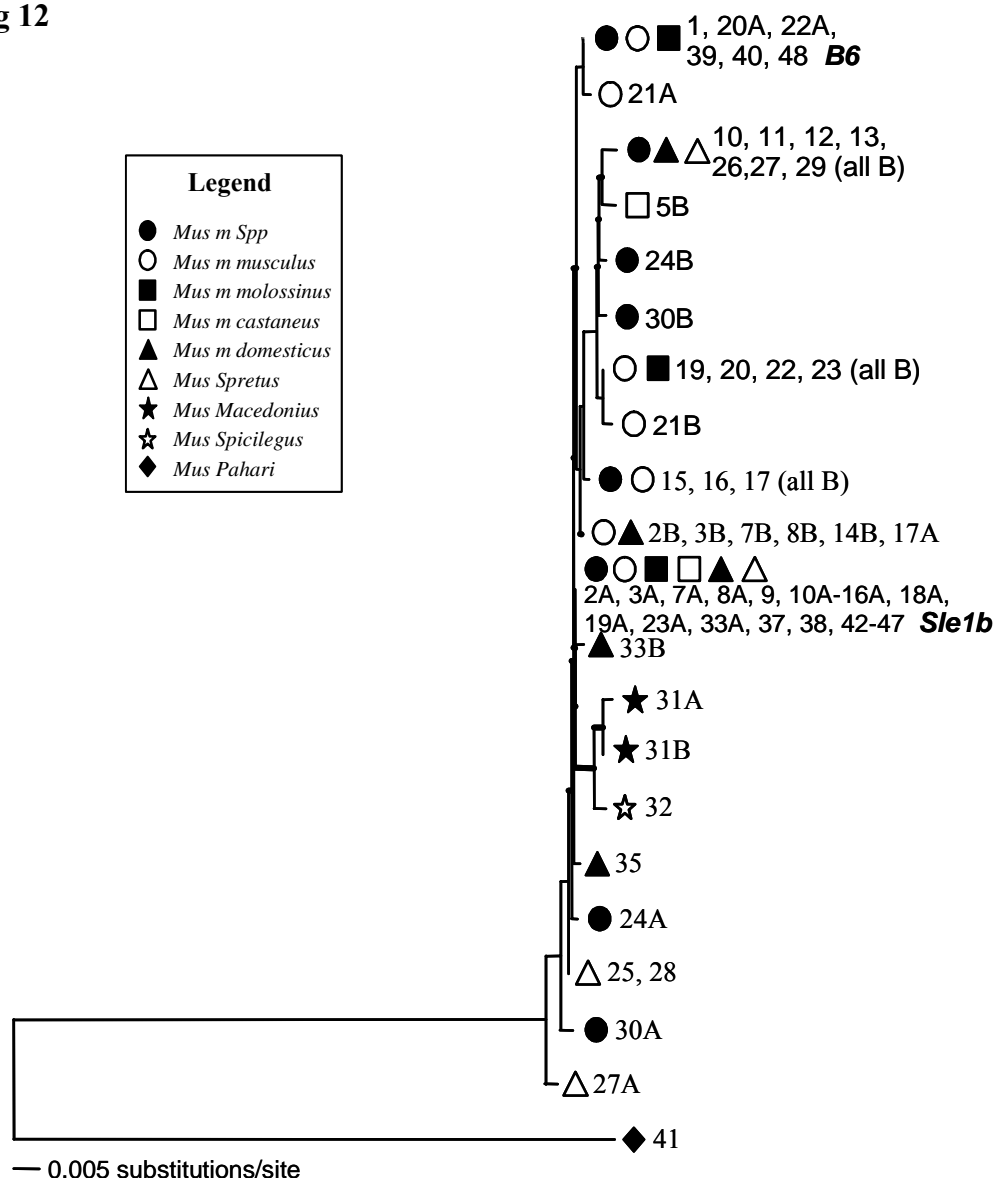 g 12
1, 20A, 22A,
39, 40, 48 B6
21A
10, 11, 12, 13,
26,27, 29 (all B)
5B
24B
30B
19, 20, 22, 23 (all B)
21B
15, 16, 17 (all B)
2B, 3B, 7B, 8B, 14B, 17A
2A, 3A, 7A, 8A, 9, 10A-16A, 18A,
19A, 23A, 33A, 37, 38, 42-47 Sle1b
33B
31A
31B
32
35
24A
25, 28
30A
27A
41
0.005 substitutions/site
Legend
Mus m Spp
Mus m musculus
Mus m molossinus
Mus m castaneus
Mus m domesticus
Mus Spretus
Mus Macedonius
Mus Spicilegus
Mus Pahari